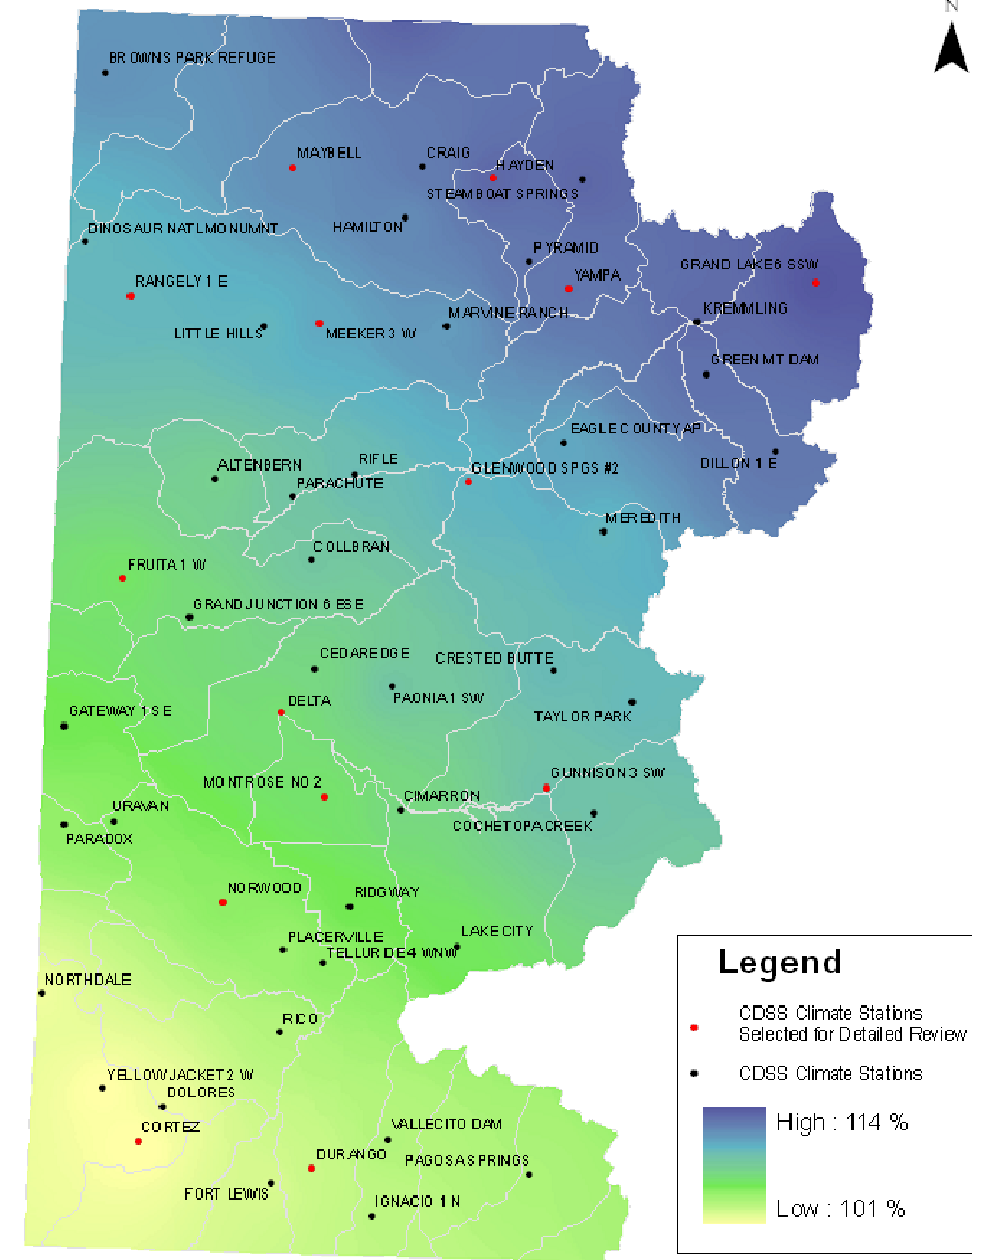 N
BROWNS PARK REFUGE
MAYBELL
CRAIG
HAYDEN
STEAMBOAT SPRINGS
DINOSAUR NATLMONUMNT
HAMILTON
PYRAMID
GRAND LAKE 6 SSW
RANGELY 1 E
YAMPA
MARVINE RANCH
KREMMLING
LITTLE HILLS
MEEKER 3 W
GREEN MT DAM
EAGLE COUNTY AP
ALTENBERN
RIFLE
GLENWOOD SPGS #2
DILLON 1 E
PARACHUTE
MEREDITH
COLLBRAN
FRUITA 1 W
GRAND JUNCTION 6 ESE
CEDAREDGE
CRESTED BUTTE
PAONIA 1 SW
DELTA
GATEWAY 1 SE
TAYLOR PARK
GUNNISON 3 SW
MONTROSE NO 2
CIMARRON
URAVAN
COCHETOPA CREEK
PARADOX
NORWOOD
RIDGWAY
PLACERVILLE
LAKE CITY
TELLURIDE 4 WNW
NORTHDALE
RICO
YELLOW JACKET 2 W
DOLORES
CORTEZ
VALLECITO DAM
DURANGO
PAGOSA SPRINGS
FORT LEWIS
IGNACIO 1 N
Legend
CDSS Climate Stations
Selected for Detailed Review
CDSS Climate Stations
High : 114 %
Low : 101 %